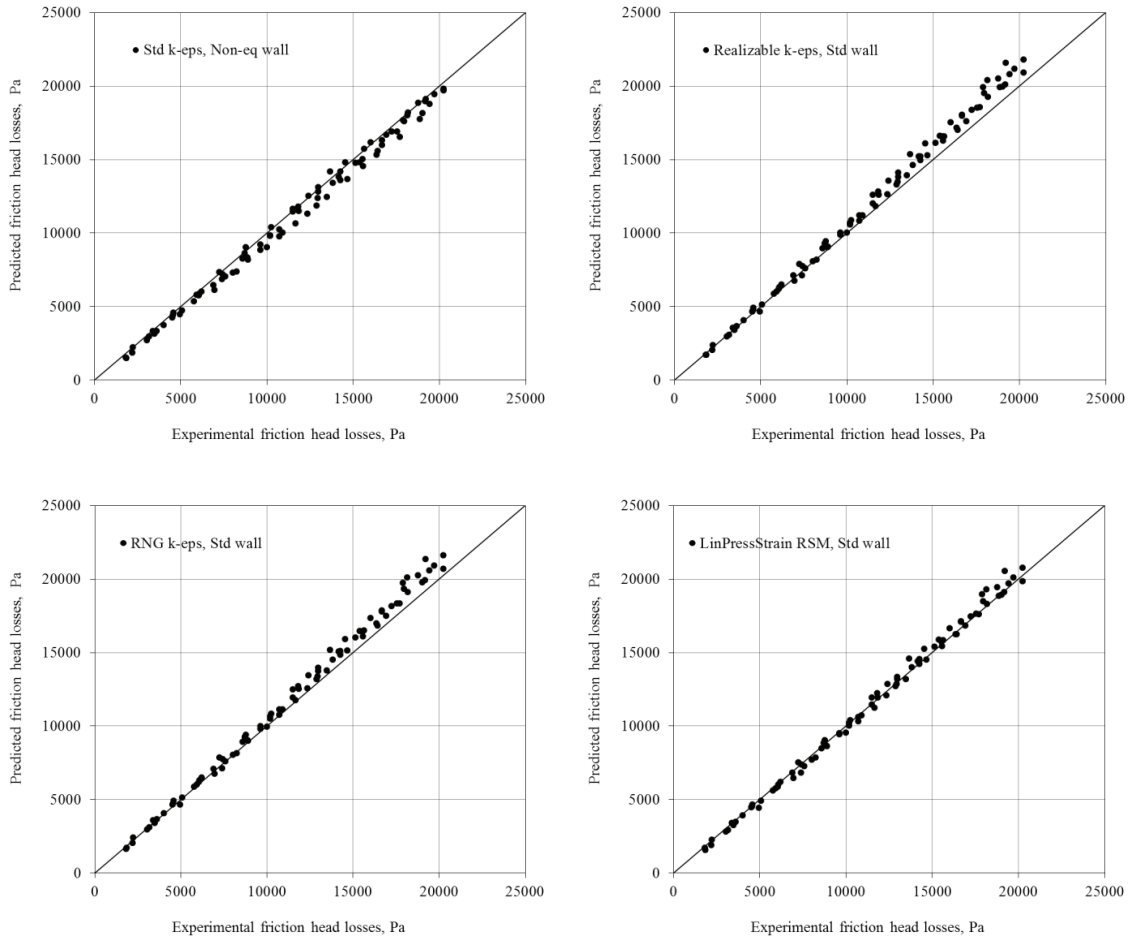 25000
20000
15000
10000
5000
0
Predicted friction head losses, Pa
Std k-eps, Non-eq wall
0 5000 10000 15000 20000 25000
Experimental friction head losses, Pa
25000
20000
15000
10000
5000
0
Predicted friction head losses, Pa
Realizable k-eps, Std wall
0 5000 10000 15000 20000 25000
Experimental friction head losses, Pa
25000
20000
15000
10000
5000
0
Predicted friction head losses, Pa
RNG k-eps, Std wall
0 5000 10000 15000 20000 25000
Experimental friction head losses, Pa
25000
20000
15000
10000
5000
0
Predicted friction head losses, Pa
LinPressStrain RSM, Std wall
0 5000 10000 15000 20000 25000
Experimental friction head losses, Pa